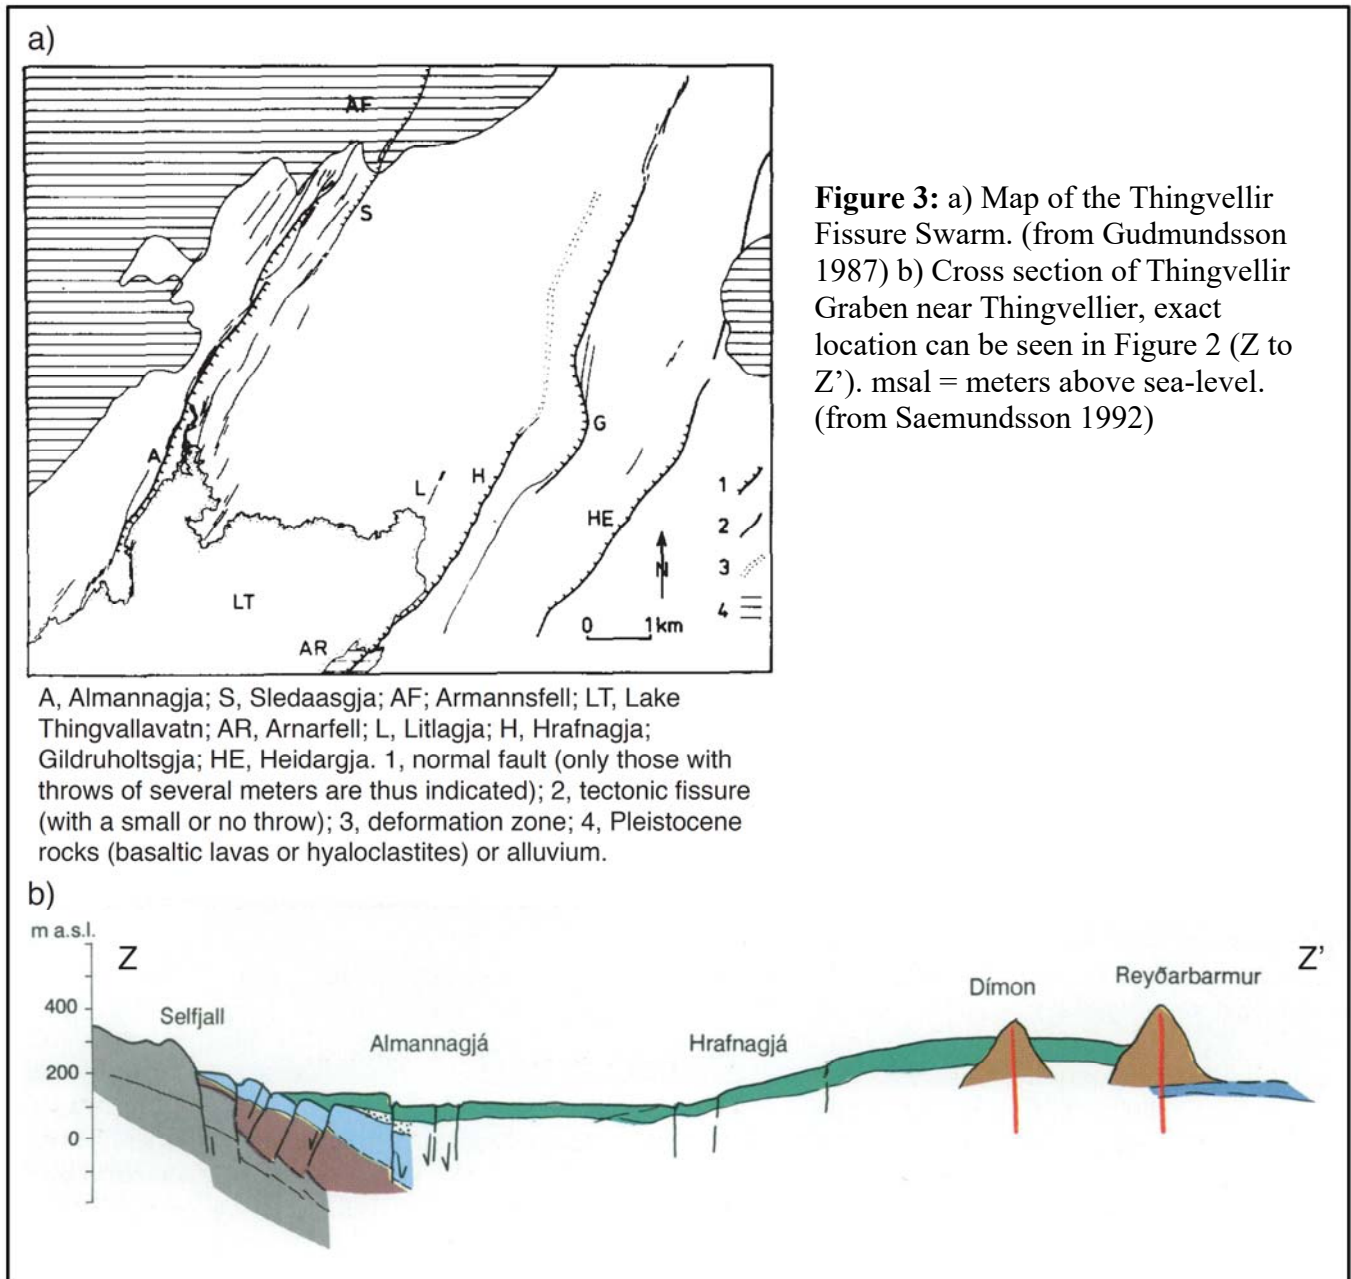 a)
AF
S
A
L
H
G
HE
LT
AR
N
0 1km
1
2
3
4
Figure 3: a) Map of the Thingvellir
Fissure Swarm. (from Gudmundsson
1987) b) Cross section of Thingvellir
Graben near Thingvellier, exact
location can be seen in Figure 2 (Z to
Z’). msal = meters above sea-level.
(from Saemundsson 1992)
A, Almannagja; S, Sledaasgja; AF; Armannsfell; LT, Lake
Thingvallavatn; AR, Arnarfell; L, Litlagja; H, Hrafnagja;
Gildruholtsgja; HE, Heidargja. 1, normal fault (only those with
throws of several meters are thus indicated); 2, tectonic fissure
(with a small or no throw); 3, deformation zone; 4, Pleistocene
rocks (basaltic lavas or hyaloclastites) or alluvium.
b)
m a.s.l.
Z
Z'
400
200
0
Selfjall
Almannagjá
Hrafnagjá
Dímon
Reyðarbarmur